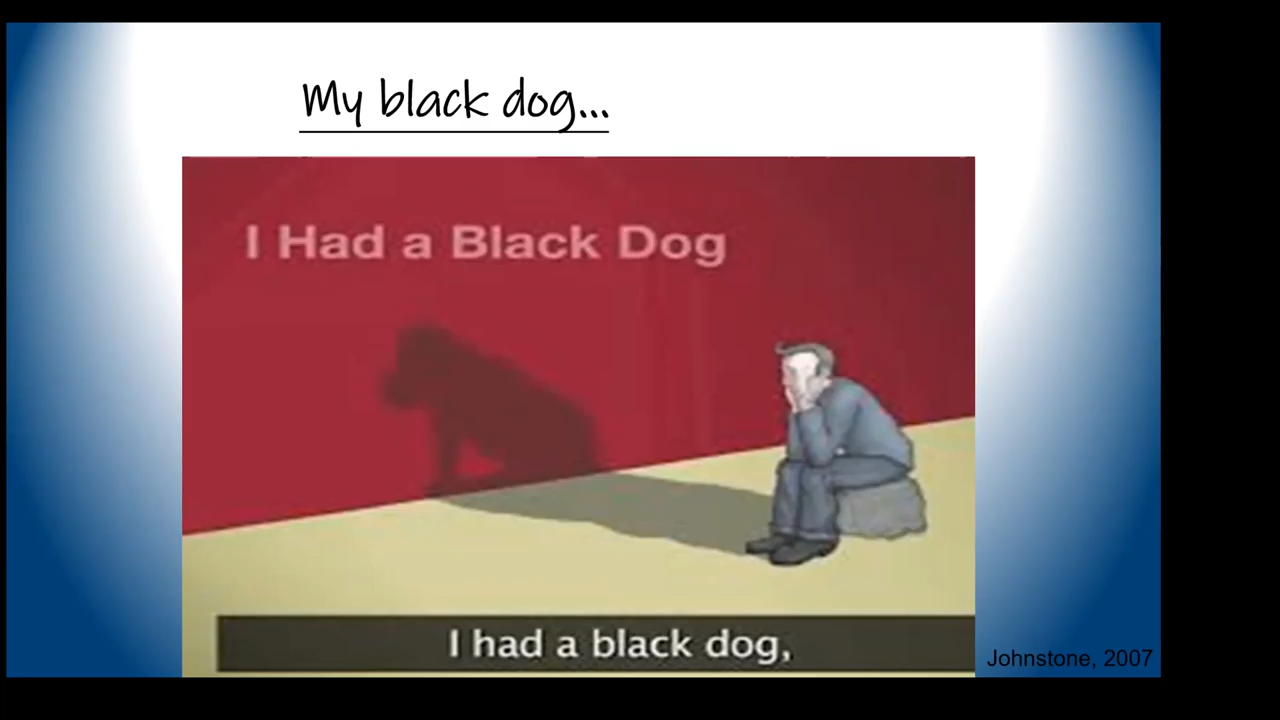 My black dog...
I Had a Black Dog
I had a black dog,
Johnstone, 2007